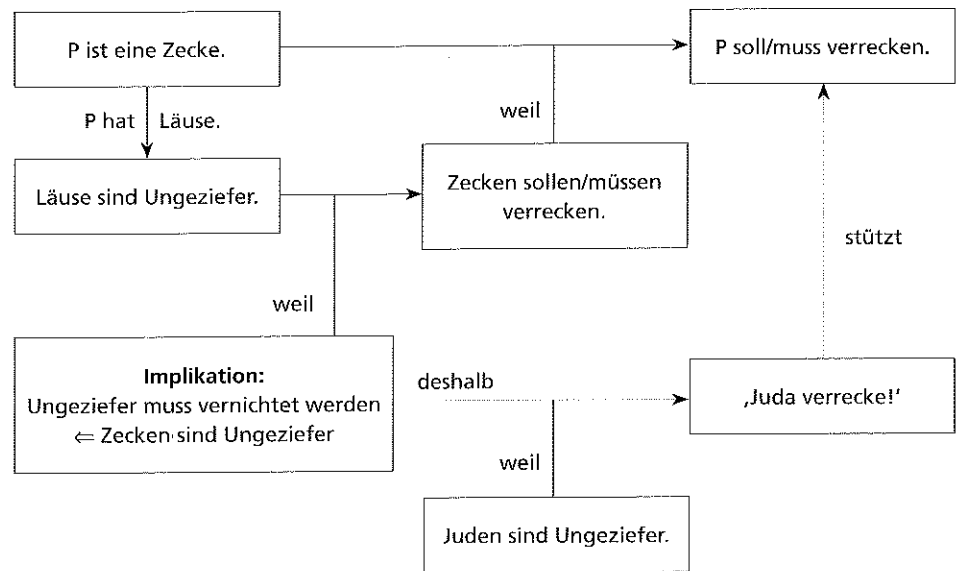 P ist eine Zecke.
P soll/muss verrecken.
weil
P hat Läuse.
Läuse sind Ungeziefer.
Zecken sollen/müssen
verrecken.
stützt
weil
Implikation:
Ungeziefer muss vernichtet werden
⇐ Zecken sind Ungeziefer
deshalb
‚Juda verrecke!‘
weil
Juden sind Ungeziefer.